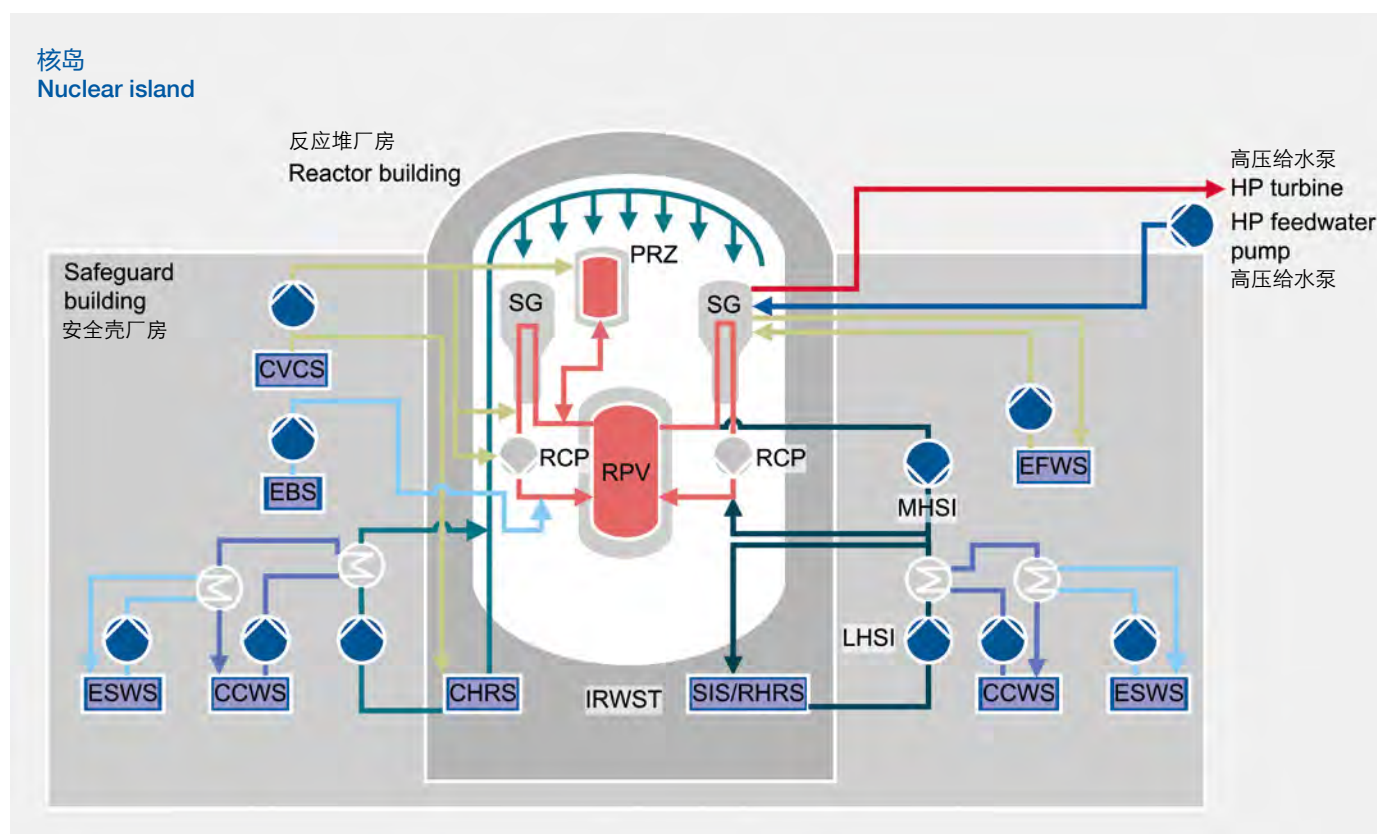 核岛
Nuclear island
反应堆厂房
Reactor building
高压给水泵
HP turbine
HP feedwater
pump
高压给水泵
Safeguard
building
安全壳厂房
PRZ
SG
SG
CVCS
EBS
RCP
RPV
RCP
EFWS
MHSI
LHSI
ESWS
CCWS
CHRS
IRWST
SIS/RHRS
CCWS
ESWS